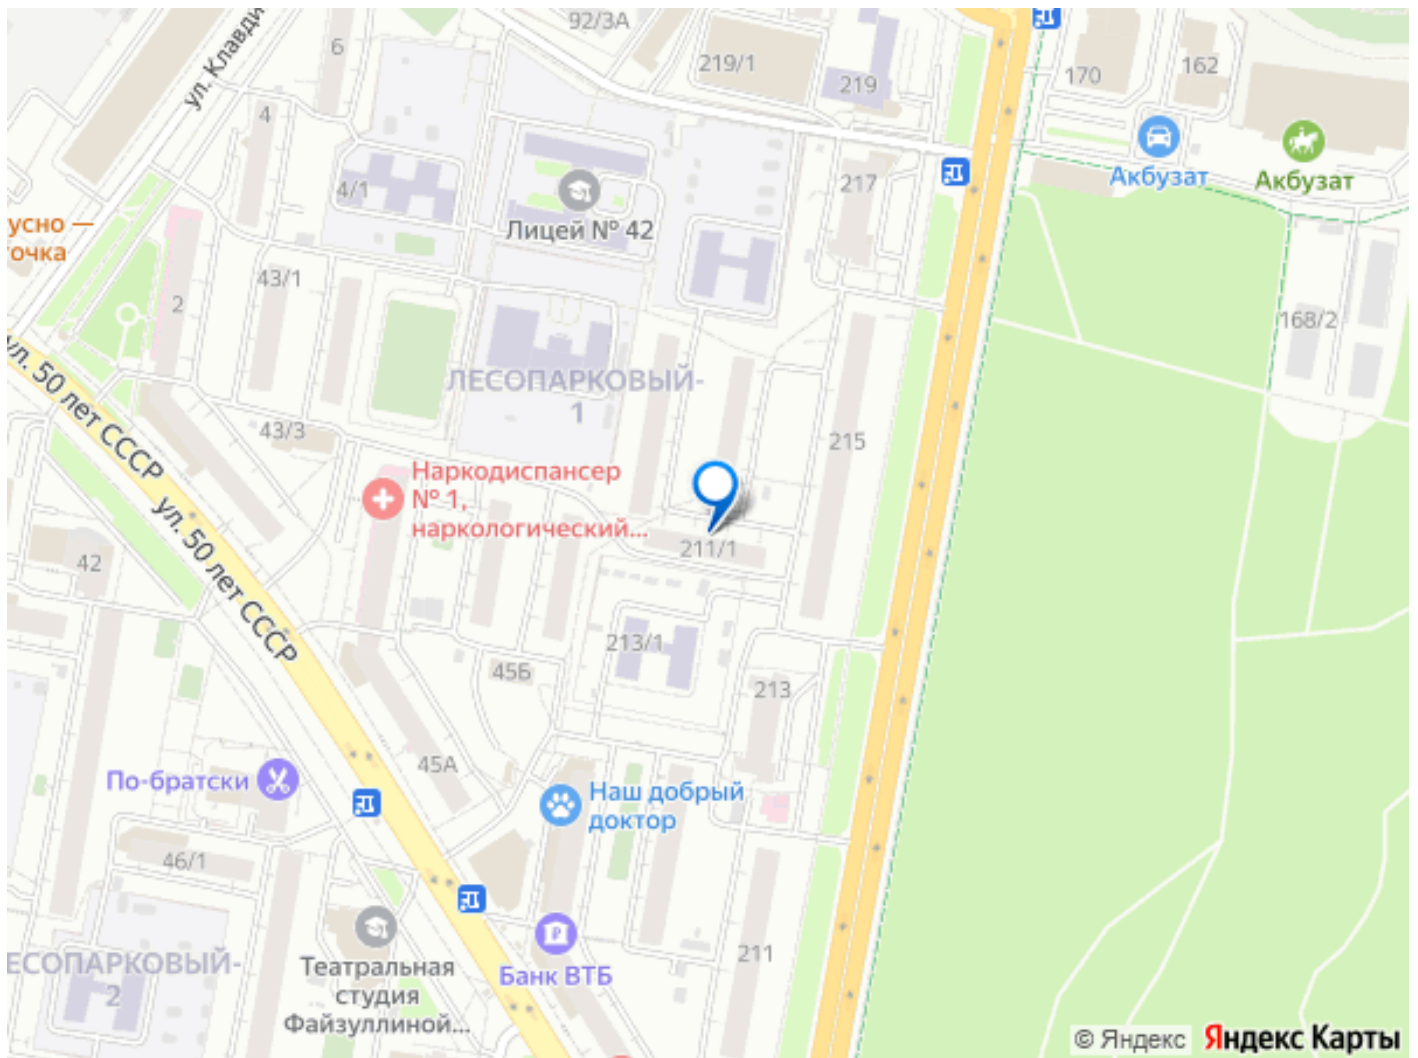 92/3А
6
ул. Клавди
219/1
219
170
162
4
Акбузат
Акбузат
4/1
217
Лицей № 42
усно —
точка
43/1
2
168/2
ул. 50 лет СССР
ЛЕСОПАРКОВЫЙ-
1
43/3
215
Наркодиспансер
№ 1,
наркологический...
ул. 50 лет СССР
211/1
42
213/1
45Б
213
45А
По-братски
Наш добрый
доктор
46/1
211
ЕСОПАРКОВЫЙ-
2
Театральная
студия
Файзуллиной...
Банк ВТБ
© Яндекс Яндекс Карты